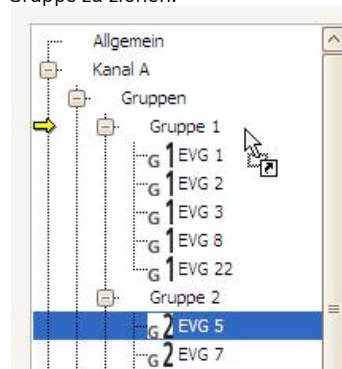 Gruppe zu ziehen.
Allgemein
Kanal A
Gruppen
Gruppe 1
G 1 EVG 1
G 1 EVG 2
G 1 EVG 3
G 1 EVG 8
G 1 EVG 22
Gruppe 2
G 2 EVG 5
G 2 EVG 7